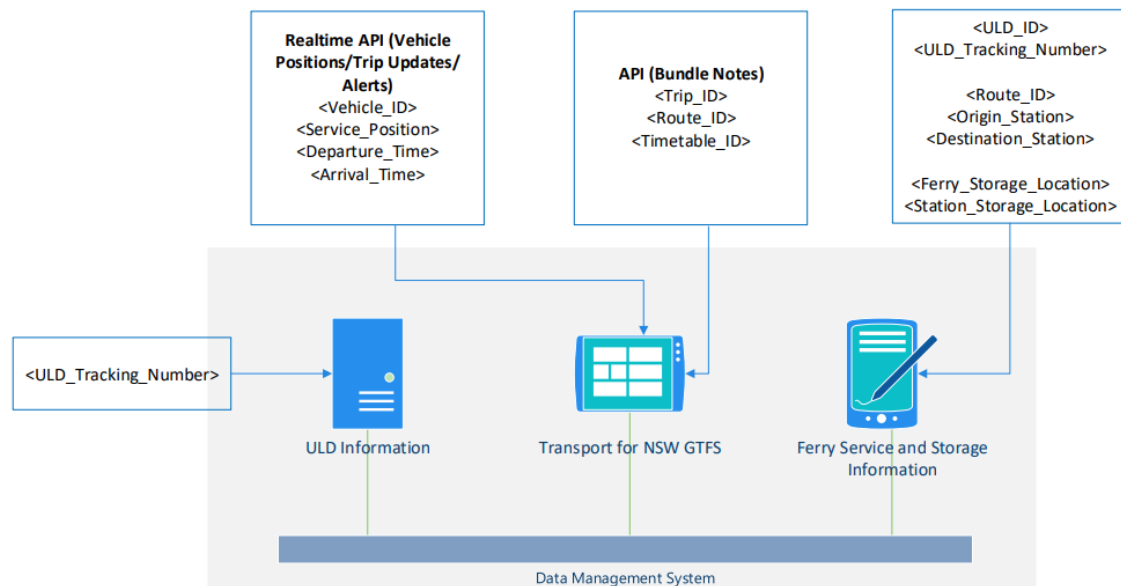 Realtime API (Vehicle
Positions/Trip Updates/
Alerts)
<Vehicle_ID>
<Service_Position>
<Departure_Time>
<Arrival_Time>
API (Bundle Notes)
<Trip_ID>
<Route_ID>
<Timetable_ID>
<ULD_ID>
<ULD_Tracking_Number>
<Route_ID>
<Origin_Station>
<Destination_Station>
<Ferry_Storage_Location>
<Station_Storage_Location>
<ULD_Tracking_Number>
ULD Information
Transport for NSW GTFS
Ferry Service and Storage
Information
Data Management System